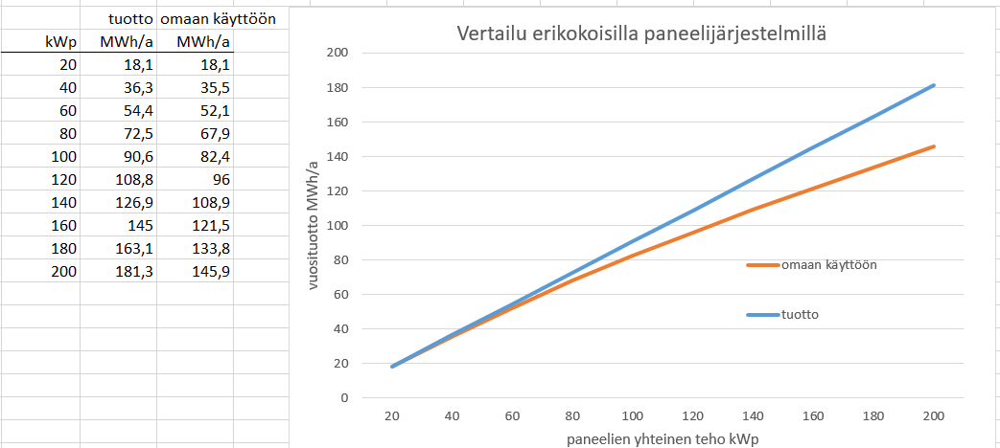 tuotto omaan käyttöön
kWp MWh/a MWh/a
20 18,1 18,1
40 36,3 35,5
60 54,4 52,1
80 72,5 67,9
100 90,6 82,4
120 108,8 96
140 126,9 108,9
160 145 121,5
180 163,1 133,8
200 181,3 145,9
Vertailu erikokoisilla paneelijärjestelmillä
vuosituotto MWh/a
200
180
160
140
120
100
80
60
40
20
0
omaan käyttöön
tuotto
20 40 60 80 100 120 140 160 180 200
paneelien yhteinen teho kWp